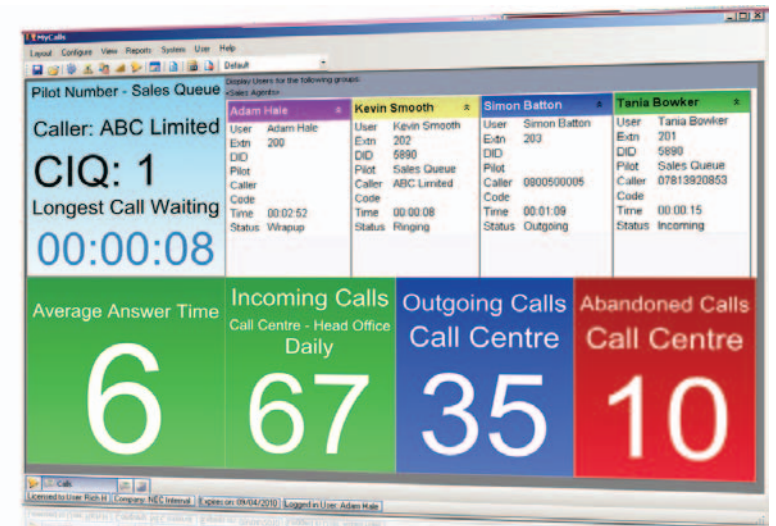 MyCalls
Layout Configure View Reports System User Help
Default
Pilot Number - Sales Queue
Caller: ABC Limited
CIQ: 1
Longest Call Waiting
00:00:08
Display Users for the following groups:
<Sales Agents>
Adam Hale
User Adam Hale
Extn 200
DID
Pilot
Caller
Code
Time 00:02:52
Status Wrapup
Kevin Smooth
User Kevin Smooth
Extn 202
DID 5890
Pilot Sales Queue
Caller ABC Limited
Code
Time 00:00:08
Status Ringing
Simon Batton
User Simon Batton
Extn 203
DID
Pilot
Caller 0800500005
Code
Time 00:01:09
Status Outgoing
Tania Bowker
User Tania Bowker
Extn 201
DID 5890
Pilot Sales Queue
Caller 07813920853
Code
Time 00:00:15
Status Incoming
Average Answer Time
6
Incoming Calls
Call Centre - Head Office
Daily
67
Outgoing Calls
Call Centre
35
Abandoned Calls
Call Centre
10
Calls
Licensed to User: Rich H Company: NEC Internal Expires on: 09/04/2010 Logged in User: Adam Hale